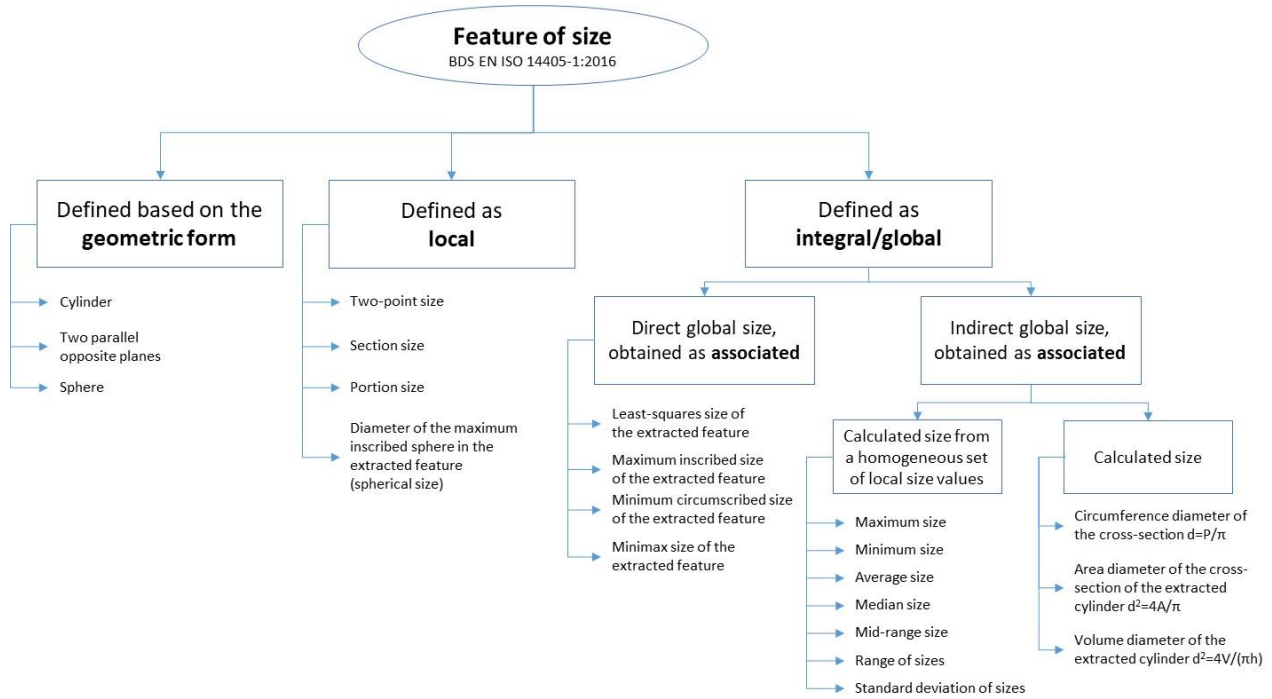 Feature of size
BDS EN ISO 14405-1:2016
Defined based on the
geometric form
Cylinder
Two parallel
opposite planes
Sphere
Defined as
local
Two-point size
Section size
Portion size
Diameter of the maximum
inscribed sphere in the
extracted feature
(spherical size)
Defined as
integral/global
Direct global size,
obtained as associated
Least-squares size of
the extracted feature
Maximum inscribed size
of the extracted feature
Minimum circumscribed size
of the extracted feature
Minimax size of the
extracted feature
Indirect global size,
obtained as associated
Calculated size from
a homogeneous set
of local size values
Maximum size
Minimum size
Average size
Median size
Mid-range size
Range of sizes
Standard deviation of sizes
Calculated size
Circumference diameter of
the cross-section d=P/π
Area diameter of the cross-
section of the extracted
cylinder d²=4A/π
Volume diameter of the
extracted cylinder d²=4V/(πh)